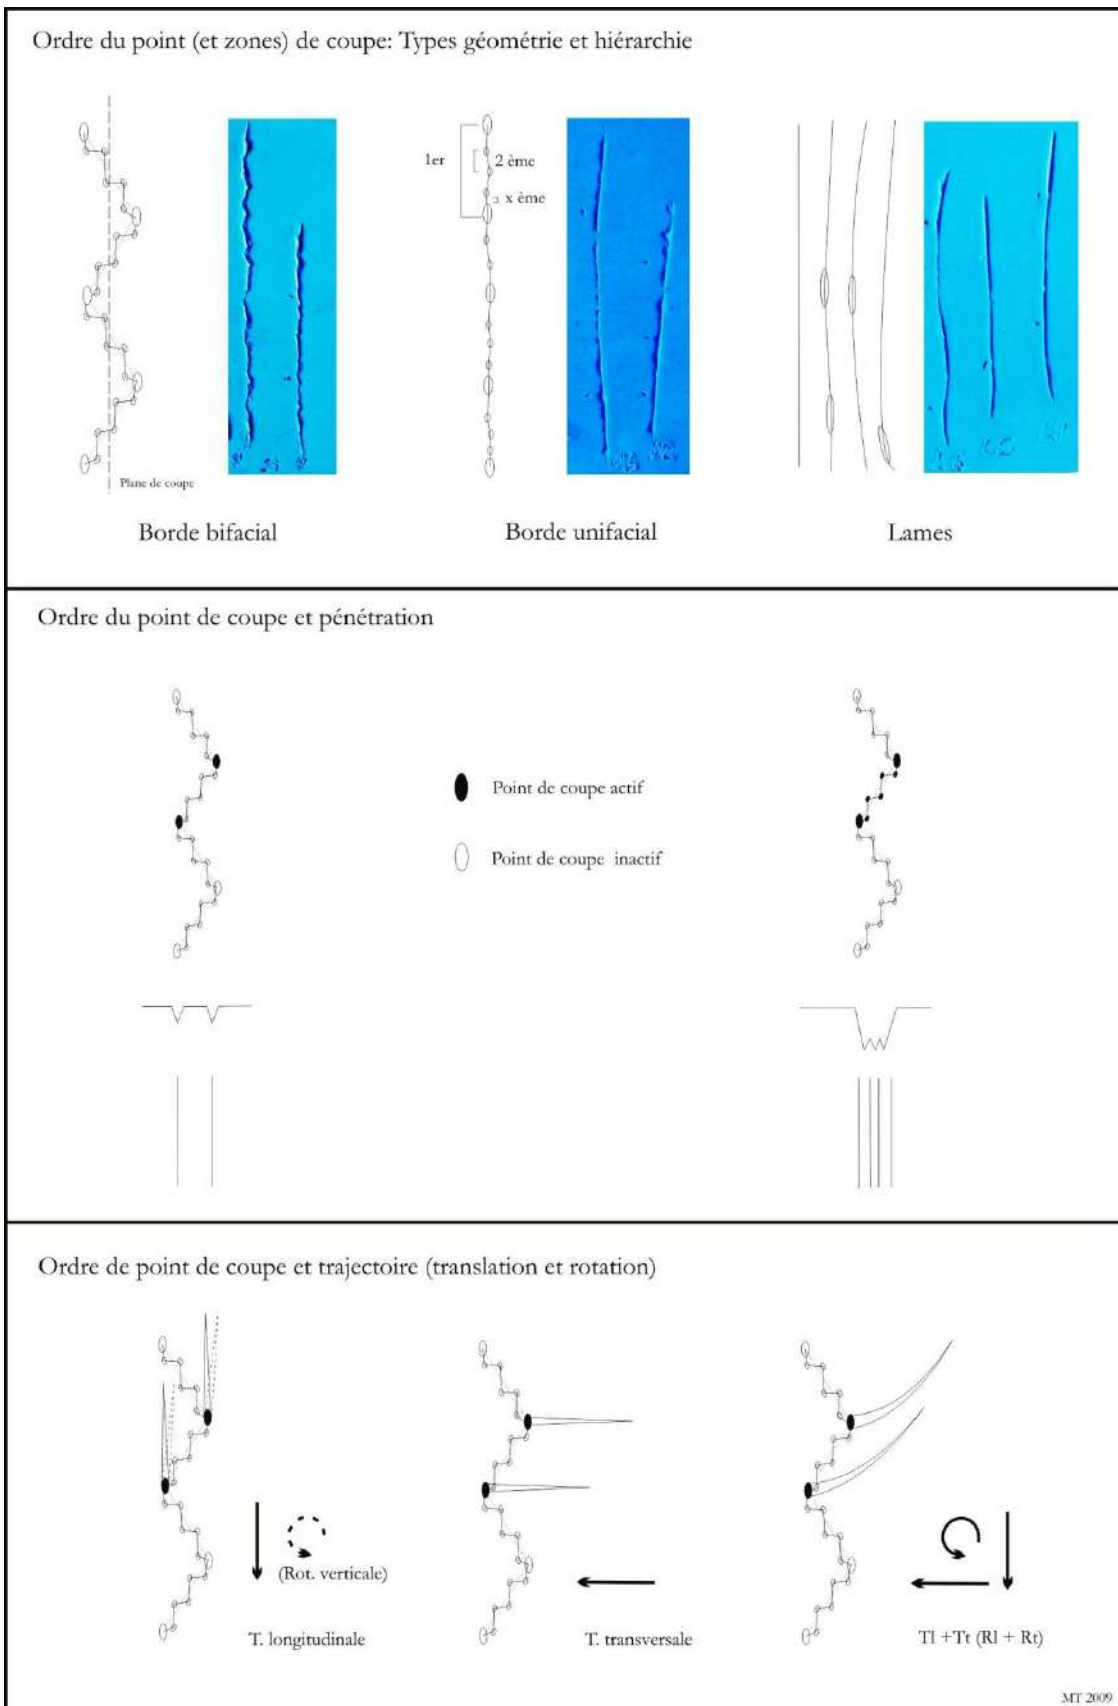 Ordre du point (et zones) de coupe: Types géométrie et hiérarchie
1er
2 ème
x ème
Plane de coupe
Borde bifacial
Borde unifacial
Lames
Ordre du point de coupe et pénétration
Point de coupe actif
Point de coupe inactif
Ordre de point de coupe et trajectoire (translation et rotation)
(Rot. verticale)
T. longitudinale
T. transversale
Tl +Tt (Rl + Rt)
MT 2009